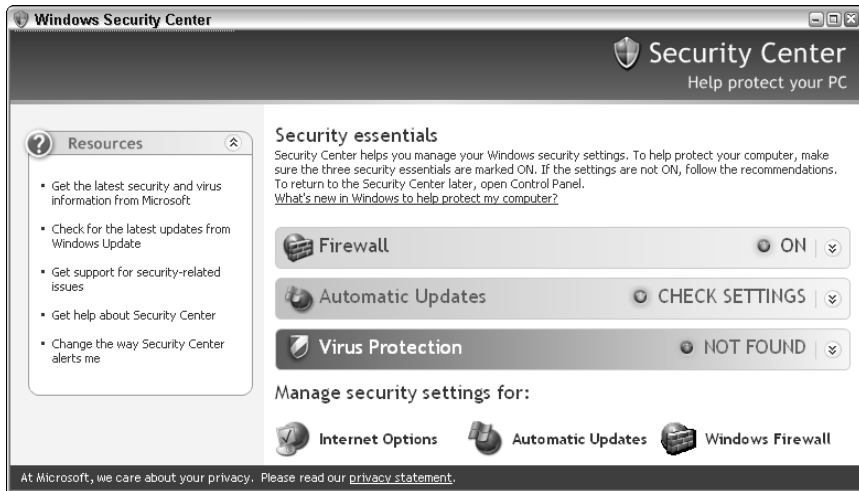 Windows Security Center
Security Center
Help protect your PC
Resources
Get the latest security and virus
information from Microsoft
Check for the latest updates from
Windows Update
Get support for security-related
issues
Get help about Security Center
Change the way Security Center
alerts me
Security essentials
Security Center helps you manage your Windows security settings. To help protect your computer, make
sure the three security essentials are marked ON. If the settings are not ON, follow the recommendations.
To return to the Security Center later, open Control Panel.
What's new in Windows to help protect my computer?
Firewall ON
Automatic Updates CHECK SETTINGS
Virus Protection NOT FOUND
Manage security settings for:
Internet Options Automatic Updates Windows Firewall
At Microsoft, we care about your privacy. Please read our privacy statement.